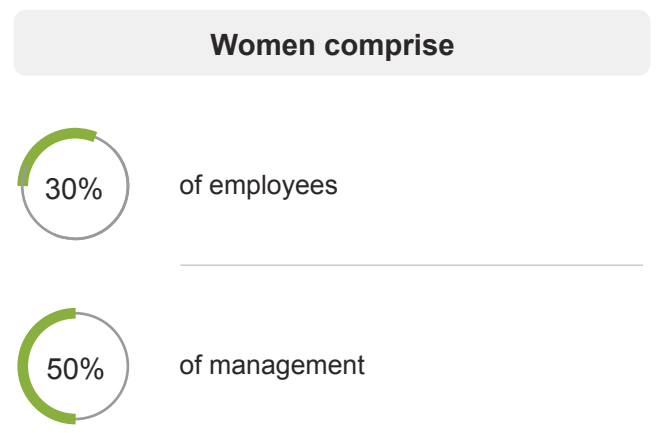 Women comprise
30%
of employees
50%
of management